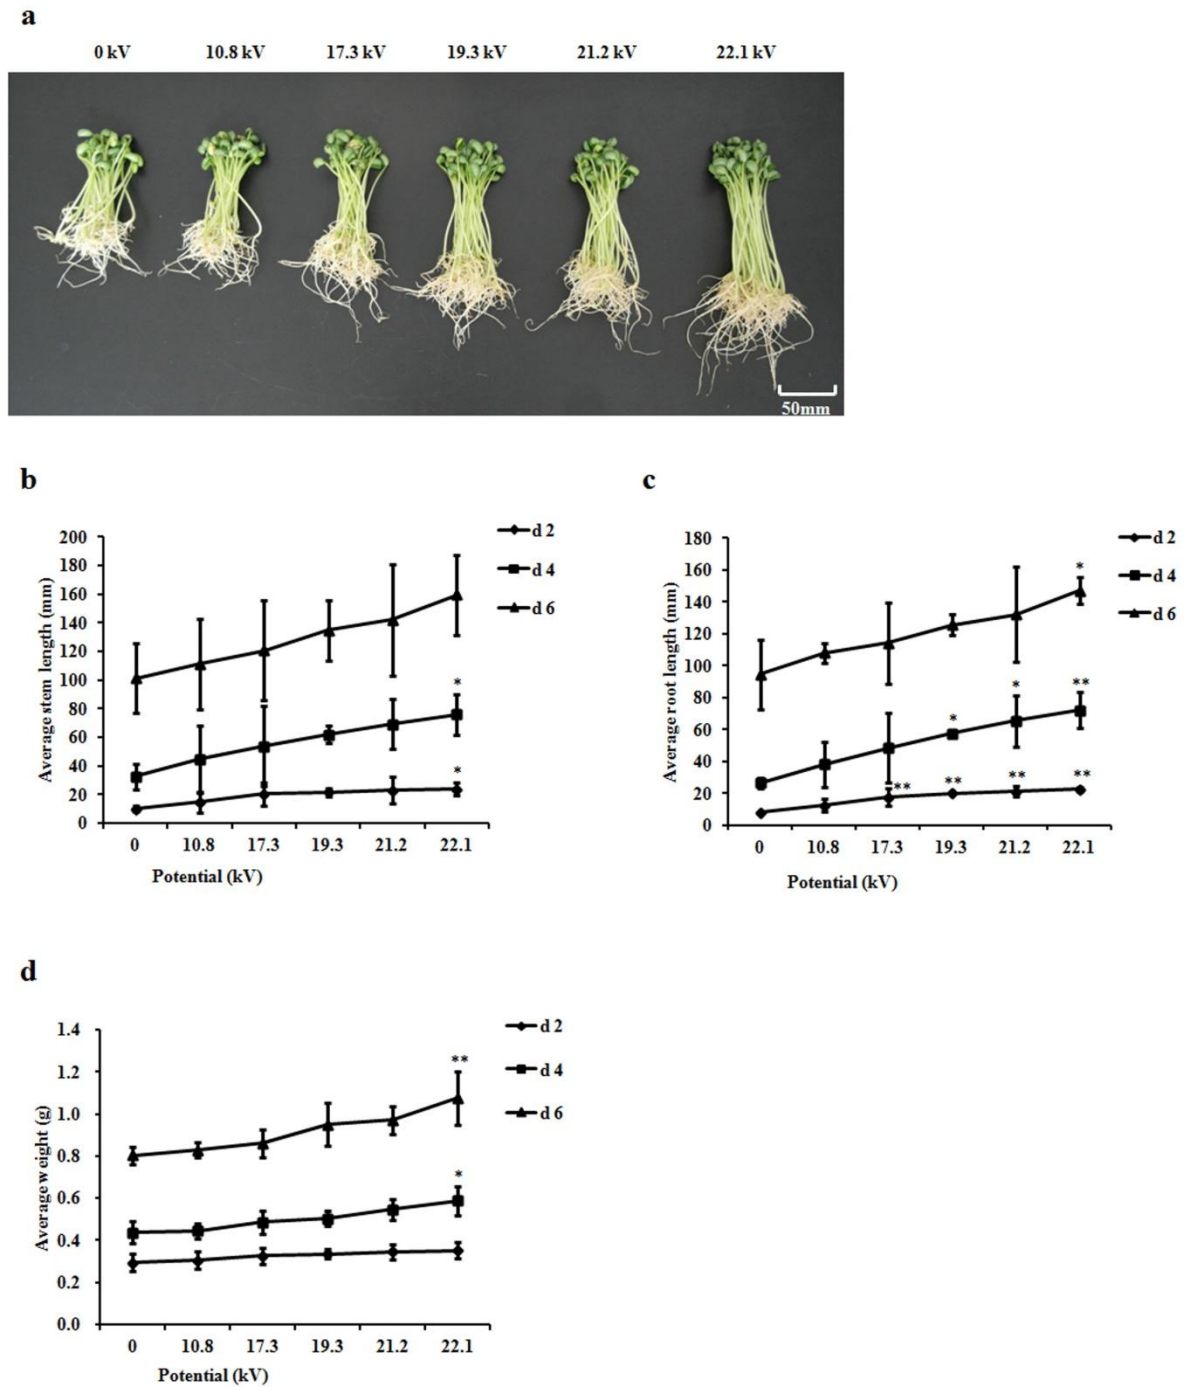 a
0 kV 10.8 kV 17.3 kV 19.3 kV 21.2 kV 22.1 kV
50mm
b
200
180
160
140
120
100
80
60
40
20
0
Average stem length (mm)
d 2
d 4
d 6
*
*
0 10.8 17.3 19.3 21.2 22.1
Potential (kV)
c
180
160
140
120
100
80
60
40
20
0
Average root length (mm)
d 2
d 4
d 6
*
* * **
** ** ** **
0 10.8 17.3 19.3 21.2 22.1
Potential (kV)
d
1.4
1.2
1.0
0.8
0.6
0.4
0.2
0.0
Average weight (g)
d 2
d 4
d 6
**
*
0 10.8 17.3 19.3 21.2 22.1
Potential (kV)